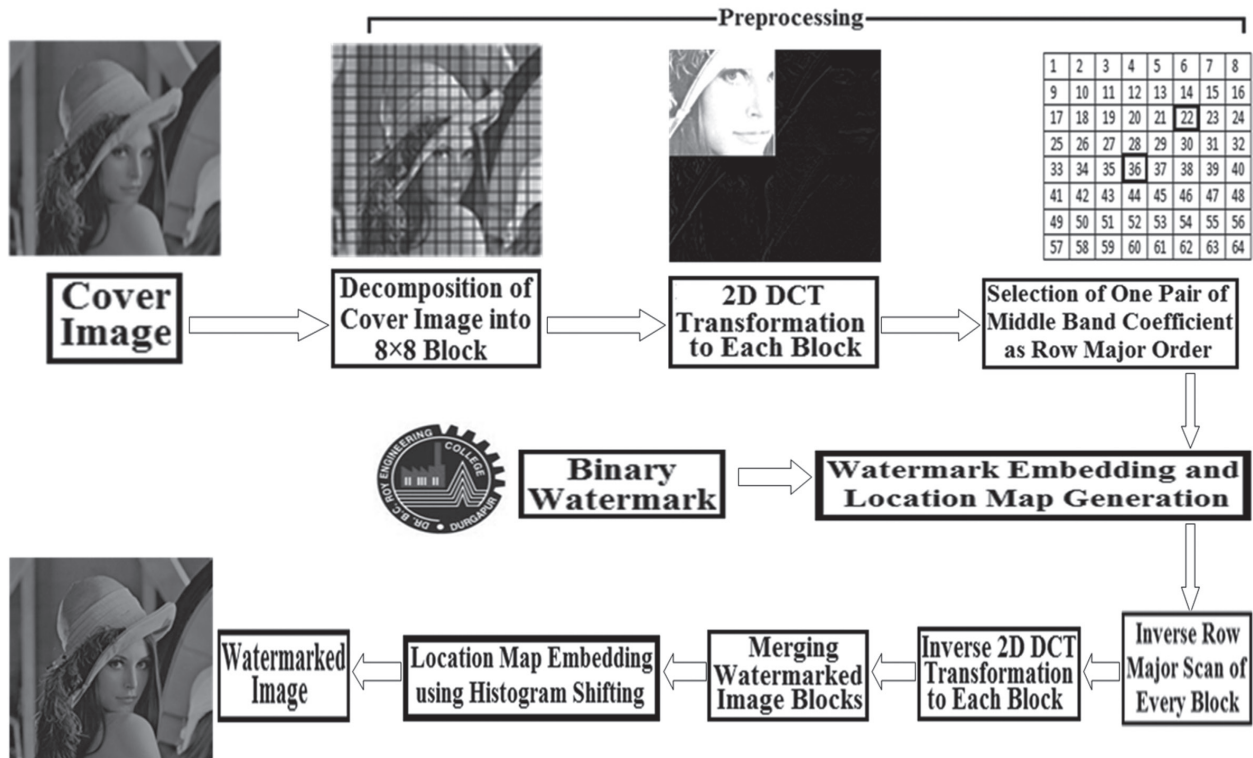 Preprocessing
1 2 3 4 5 6 7 8
9 10 11 12 13 14 15 16
17 18 19 20 21 22 23 24
25 26 27 28 29 30 31 32
33 34 35 36 37 38 39 40
41 42 43 44 45 46 47 48
49 50 51 52 53 54 55 56
57 58 59 60 61 62 63 64
Cover
Image
Decomposition of
Cover Image into
8×8 Block
2D DCT
Transformation
to Each Block
Selection of One Pair of
Middle Band Coefficient
as Row Major Order
DR. B.C. ROY ENGINEERING
COLLEGE
DURGAPUR
Binary
Watermark
Watermark Embedding and
Location Map Generation
Inverse Row
Major Scan of
Every Block
Inverse 2D DCT
Transformation
to Each Block
Merging
Watermarked
Image Blocks
Location Map Embedding
using Histogram Shifting
Watermarked
Image